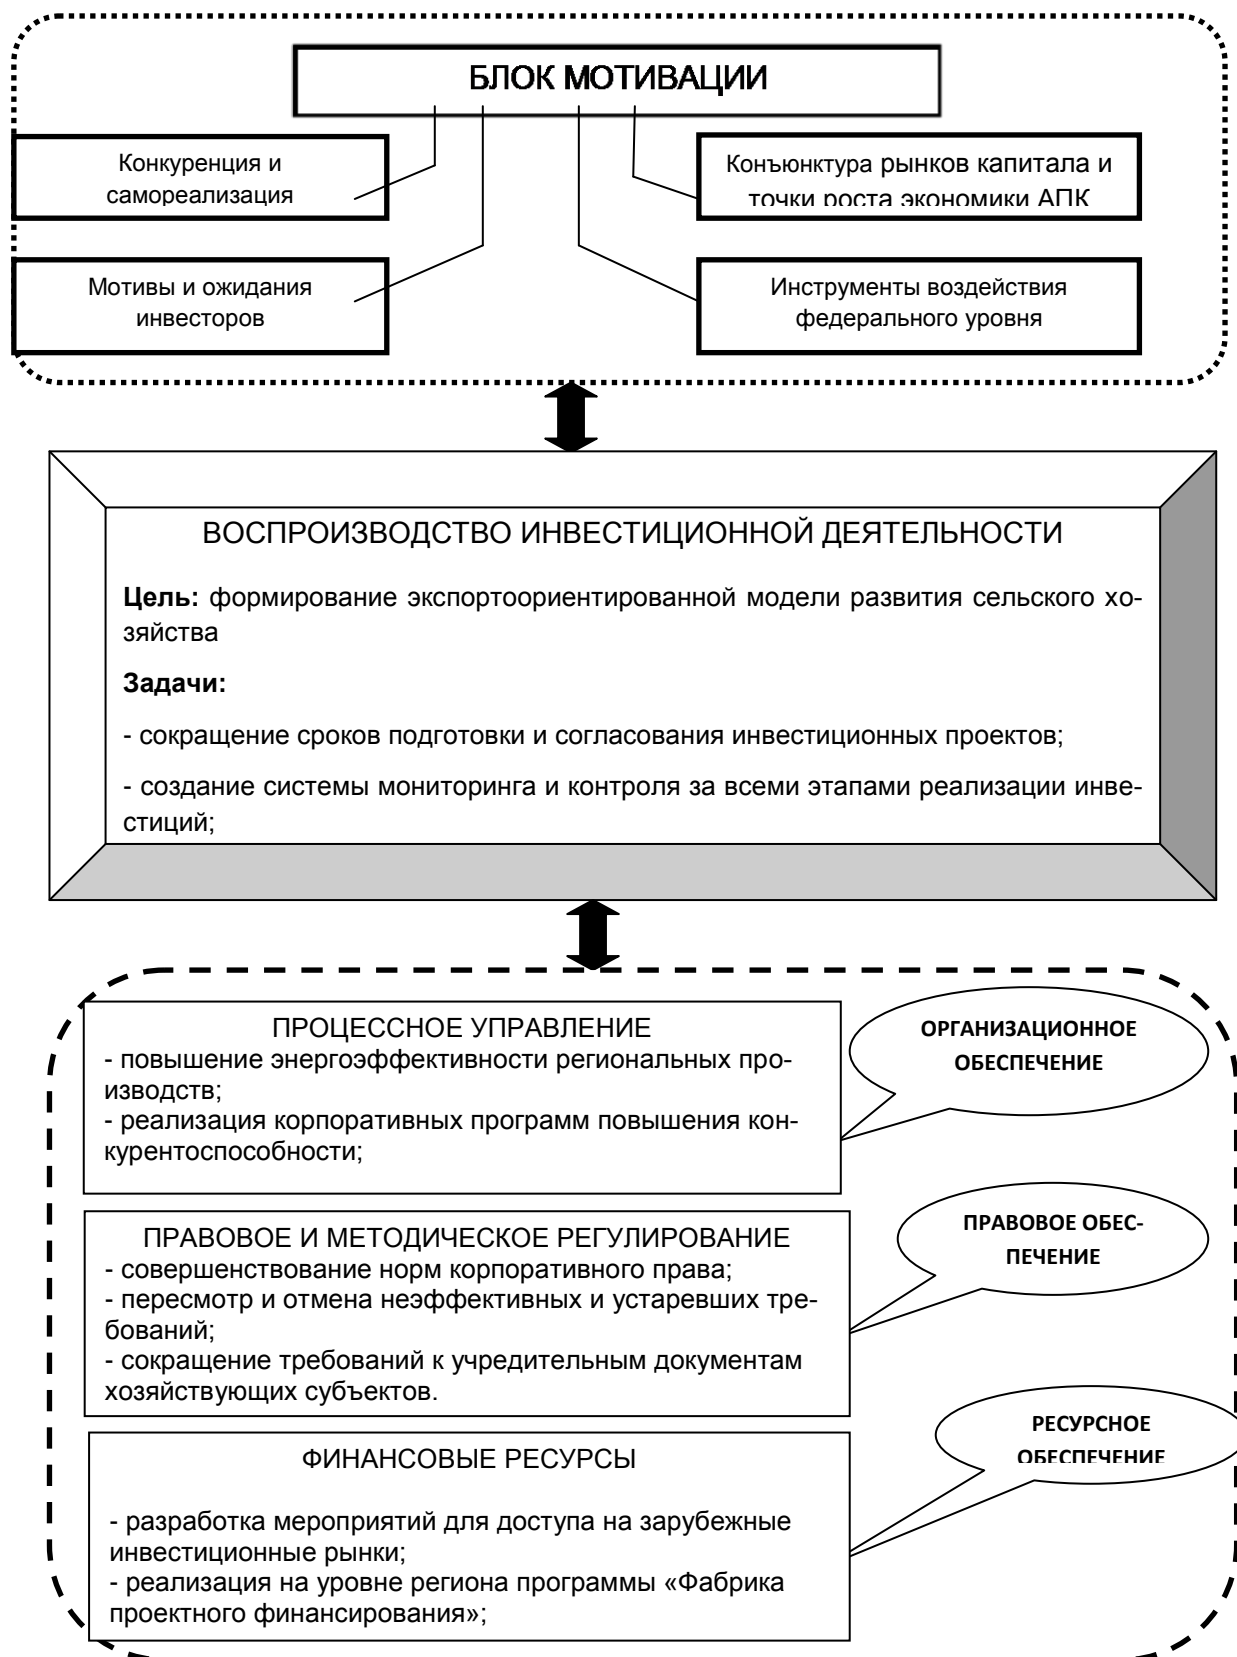 БЛОК МОТИВАЦИИ
Конкуренция и
самореализация
Конъюнктура рынков капитала и
точки роста экономики АПК
Мотивы и ожидания
инвесторов
Инструменты воздействия
федерального уровня
ВОСПРОИЗВОДСТВО ИНВЕСТИЦИОННОЙ ДЕЯТЕЛЬНОСТИ
Цель: формирование экспортоориентированной модели развития сельского хо-
зяйства
Задачи:
- сокращение сроков подготовки и согласования инвестиционных проектов;
- создание системы мониторинга и контроля за всеми этапами реализации инве-
стиций;
ПРОЦЕССНОЕ УПРАВЛЕНИЕ
- повышение энергоэффективности региональных про-
изводств;
- реализация корпоративных программ повышения кон-
курентоспособности;
ОРГАНИЗАЦИОННОЕ
ОБЕСПЕЧЕНИЕ
ПРАВОВОЕ И МЕТОДИЧЕСКОЕ РЕГУЛИРОВАНИЕ
- совершенствование норм корпоративного права;
- пересмотр и отмена неэффективных и устаревших тре-
бований;
- сокращение требований к учредительным документам
хозяйствующих субъектов.
ПРАВОВОЕ ОБЕС-
ПЕЧЕНИЕ
ФИНАНСОВЫЕ РЕСУРСЫ
- разработка мероприятий для доступа на зарубежные
инвестиционные рынки;
- реализация на уровне региона программы «Фабрика
проектного финансирования»;
РЕСУРСНОЕ
ОБЕСПЕЧЕНИЕ